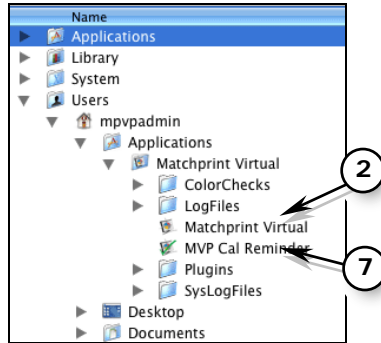 Name
Applications
Library
System
Users
mpvpadmin
Applications
Matchprint Virtual
ColorChecks
2
LogFiles
Matchprint Virtual
MVP Cal Reminder
7
Plugins
SysLogFiles
Desktop
Documents